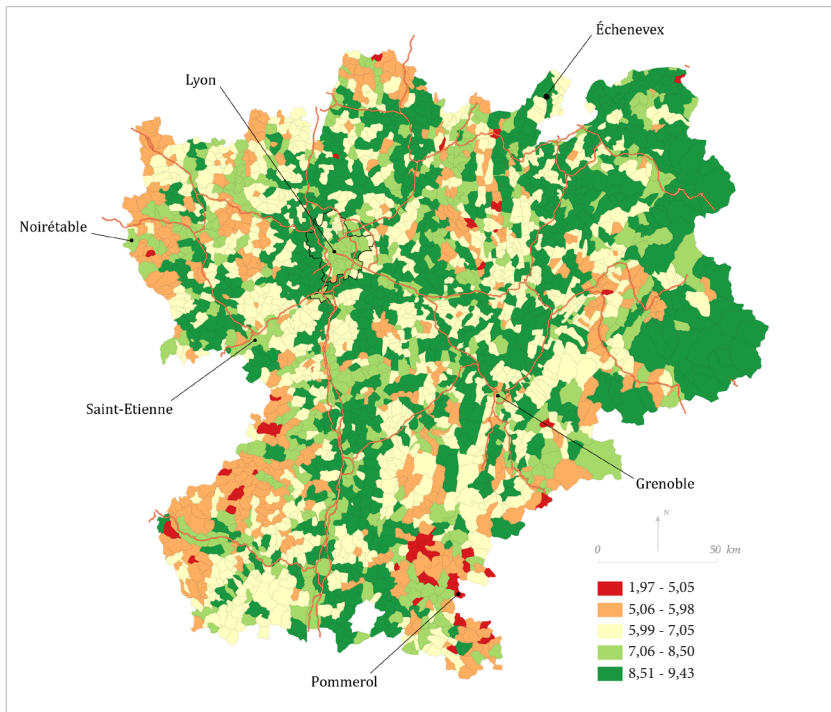 Échenevex
Lyon
Noirétable
Saint-Etienne
Grenoble
N
0 50 km
1,97 - 5,05
5,06 - 5,98
5,99 - 7,05
7,06 - 8,50
8,51 - 9,43
Pommerol